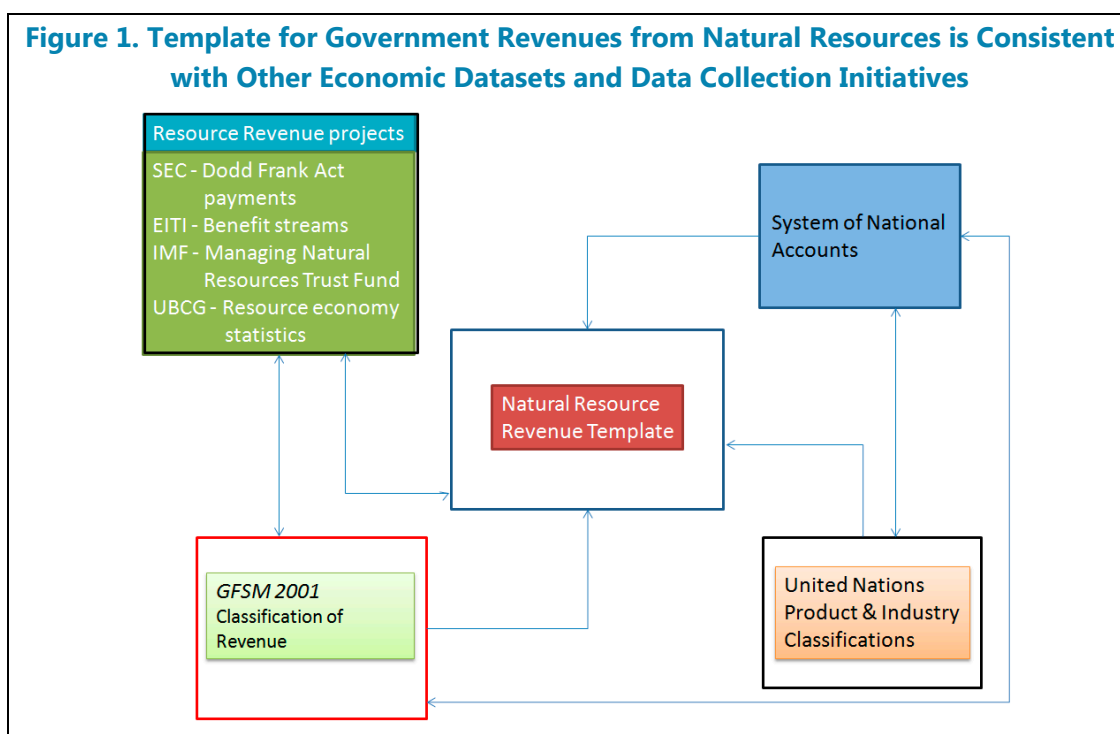 Figure 1. Template for Government Revenues from Natural Resources is Consistent
with Other Economic Datasets and Data Collection Initiatives
Resource Revenue projects
SEC - Dodd Frank Act
payments
EITI - Benefit streams
IMF - Managing Natural
Resources Trust Fund
UBCG - Resource economy
statistics
System of National
Accounts
Natural Resource
Revenue Template
GFSM 2001
Classification of
Revenue
United Nations
Product & Industry
Classifications